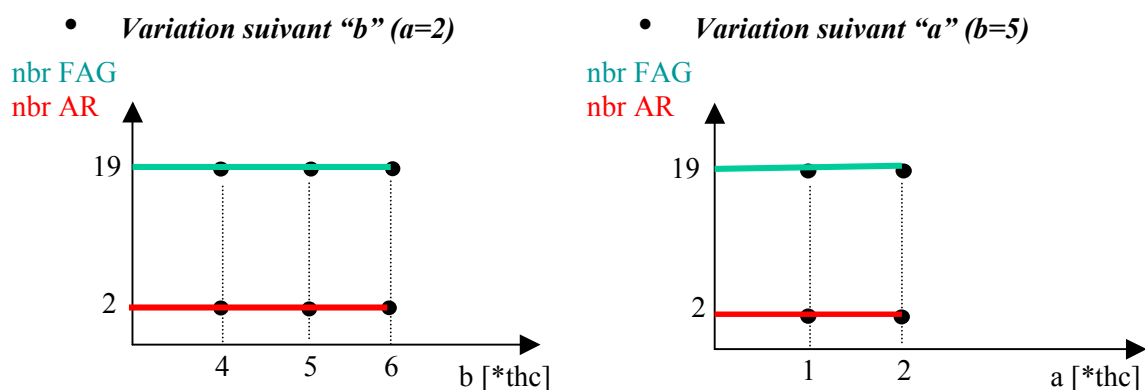 • Variation suivant “b” (a=2)
nbr FAG
nbr AR
19
2
4 5 6
b [*thc]
• Variation suivant “a” (b=5)
nbr FAG
nbr AR
19
2
1 2
a [*thc]